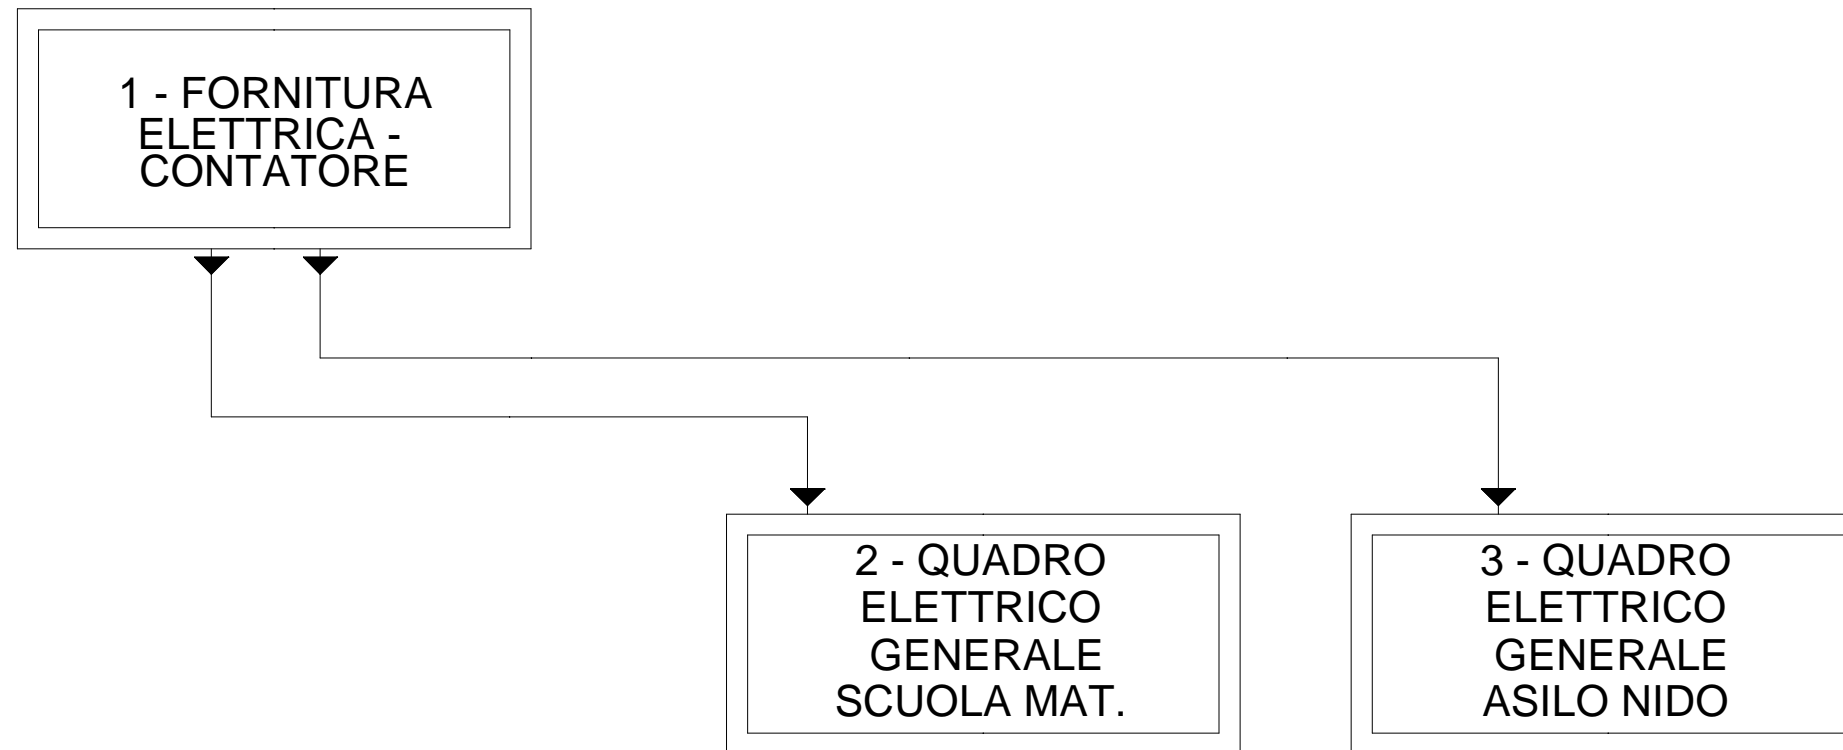 1 - FORNITURA
ELETTRICA -
CONTATORE
2 - QUADRO
ELETTRICO
GENERALE
SCUOLA MAT.
3 - QUADRO
ELETTRICO
GENERALE
ASILO NIDO